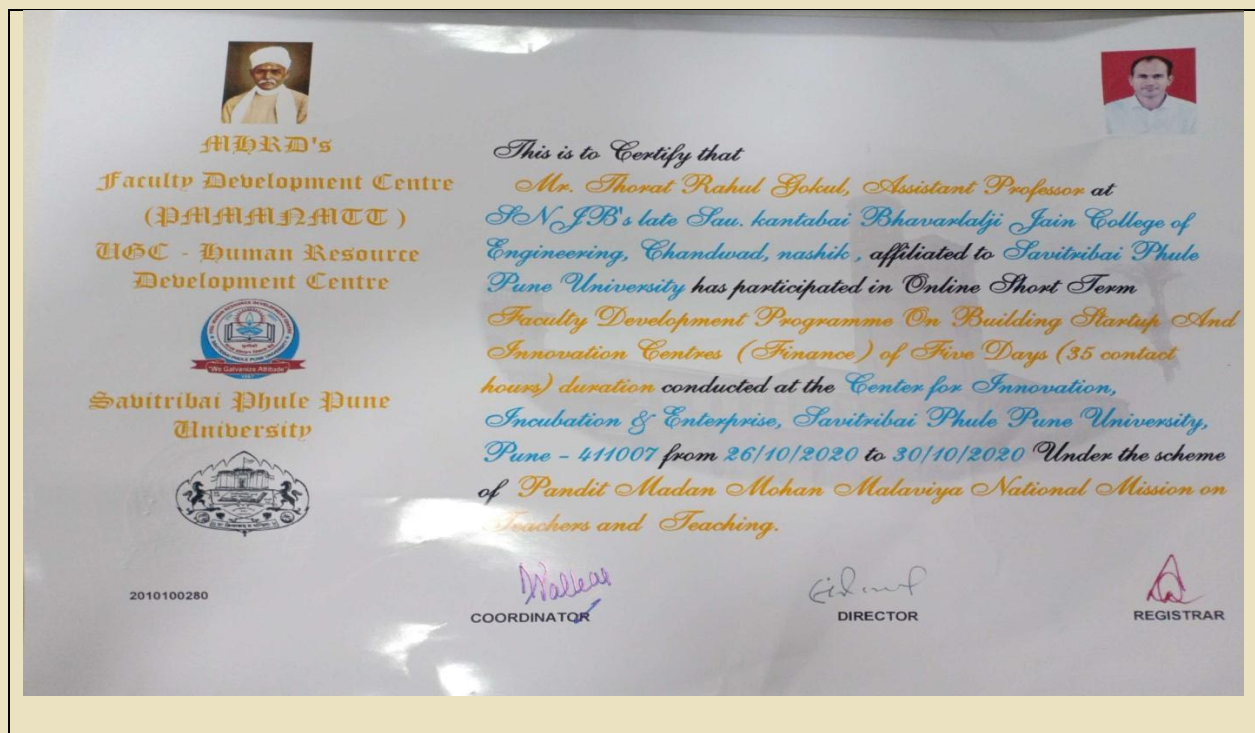 MHRD's
Faculty Development Centre
(PMMMNMTT )
UGC - Human Resource
Development Centre
"We Galvanize Attitude"
Savitribai Phule Pune
University
2010100280
This is to Certify that
Mr. Thorat Rahul Gokul, Assistant Professor at
SNJB's late Sau. kantabai Bhavarlalji Jain College of
Engineering, Chandwad, nashik , affiliated to Savitribai Phule
Pune University has participated in Online Short Term
Faculty Development Programme On Building Startup And
Innovation Centres (Finance) of Five Days (35 contact
hours) duration conducted at the Center for Innovation,
Incubation & Enterprise, Savitribai Phule Pune University,
Pune - 411007 from 26/10/2020 to 30/10/2020 Under the scheme
of Pandit Madan Mohan Malaviya National Mission on
Teachers and Teaching.
COORDINATOR
DIRECTOR
REGISTRAR